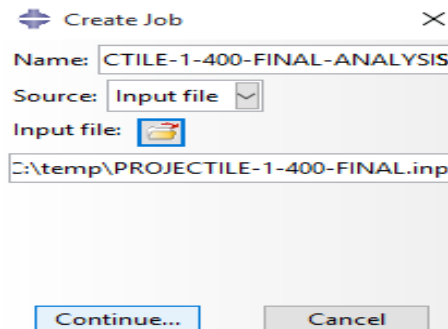 Create Job
Name: CTILE-1-400-FINAL-ANALYSIS
Source: Input file
Input file:
C:\temp\PROJECTILE-1-400-FINAL.inp
Continue... Cancel